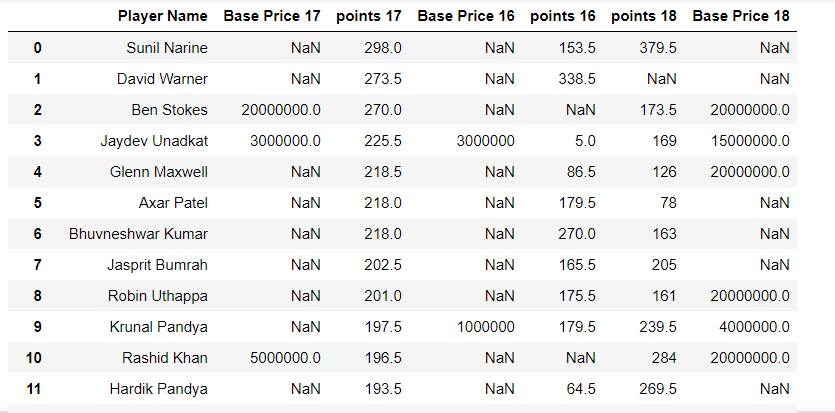 Player Name Base Price 17 points 17 Base Price 16 points 16 points 18 Base Price 18
0 Sunil Narine NaN 298.0 NaN 153.5 379.5 NaN
1 David Warner NaN 273.5 NaN 338.5 NaN NaN
2 Ben Stokes 20000000.0 270.0 NaN NaN 173.5 20000000.0
3 Jaydev Unadkat 3000000.0 225.5 3000000 5.0 169 15000000.0
4 Glenn Maxwell NaN 218.5 NaN 86.5 126 20000000.0
5 Axar Patel NaN 218.0 NaN 179.5 78 NaN
6 Bhuvneshwar Kumar NaN 218.0 NaN 270.0 163 NaN
7 Jasprit Bumrah NaN 202.5 NaN 165.5 205 NaN
8 Robin Uthappa NaN 201.0 NaN 175.5 161 20000000.0
9 Krunal Pandya NaN 197.5 1000000 179.5 239.5 4000000.0
10 Rashid Khan 5000000.0 196.5 NaN NaN 284 20000000.0
11 Hardik Pandya NaN 193.5 NaN 64.5 269.5 NaN